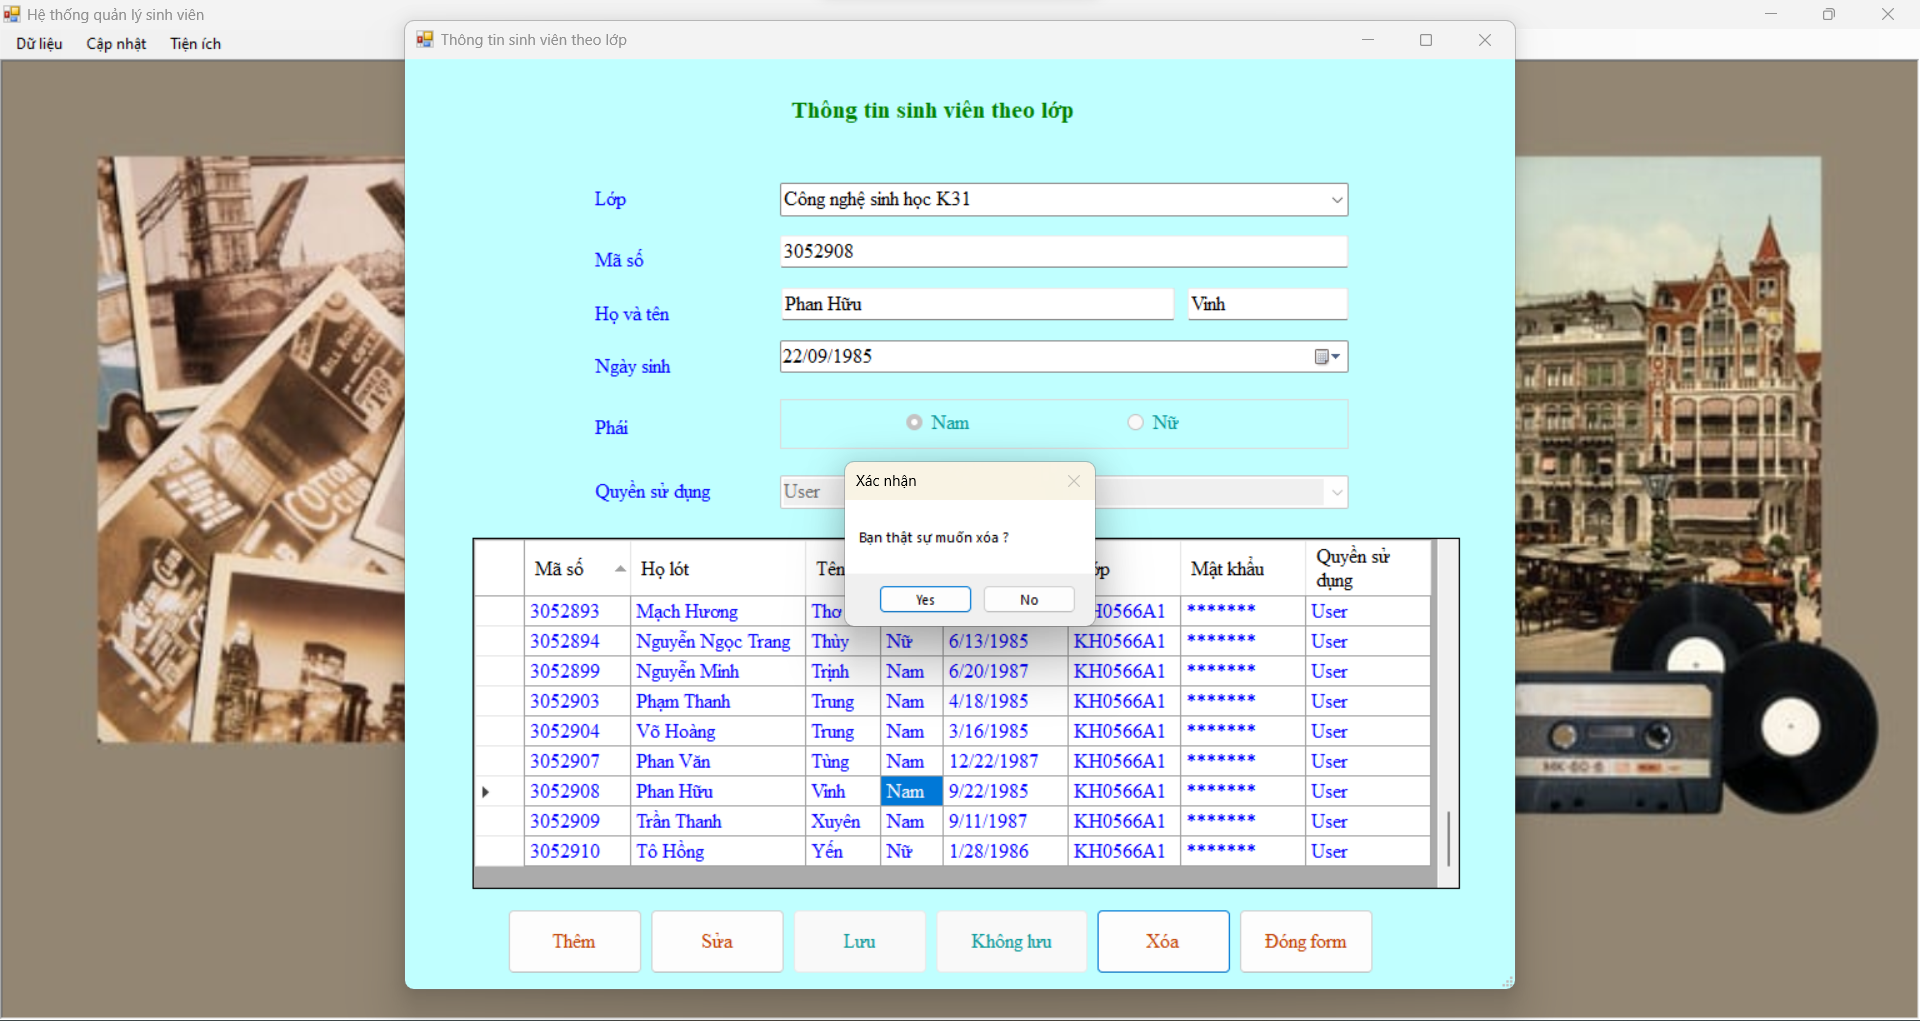 Hệ thống quản lý sinh viên
Dữ liệu Cập nhật Tiện ích
Thông tin sinh viên theo lớp
Thông tin sinh viên theo lớp
Lớp Công nghệ sinh học K31
Mã số 3052908
Họ và tên Phan Hữu Vinh
Ngày sinh 22/09/1985
Phái Nam Nữ
Quyền sử dụng User
Xác nhận
Bạn thật sự muốn xóa ?
Yes No
Mã số Họ lót Tên Mật khẩu Quyền sử dụng
3052893 Mạch Hương Thơ H0566A1 ******* User
3052894 Nguyễn Ngọc Trang Thùy Nữ 6/13/1985 KH0566A1 ******* User
3052899 Nguyễn Minh Trịnh Nam 6/20/1987 KH0566A1 ******* User
3052903 Phạm Thanh Trung Nam 4/18/1985 KH0566A1 ******* User
3052904 Võ Hoàng Trung Nam 3/16/1985 KH0566A1 ******* User
3052907 Phan Văn Tùng Nam 12/22/1987 KH0566A1 ******* User
3052908 Phan Hữu Vinh Nam 9/22/1985 KH0566A1 ******* User
3052909 Trần Thanh Xuyên Nam 9/11/1987 KH0566A1 ******* User
3052910 Tô Hồng Yến Nữ 1/28/1986 KH0566A1 ******* User
Thêm Sửa Lưu Không lưu Xóa Đóng form
COTTON
CLUB